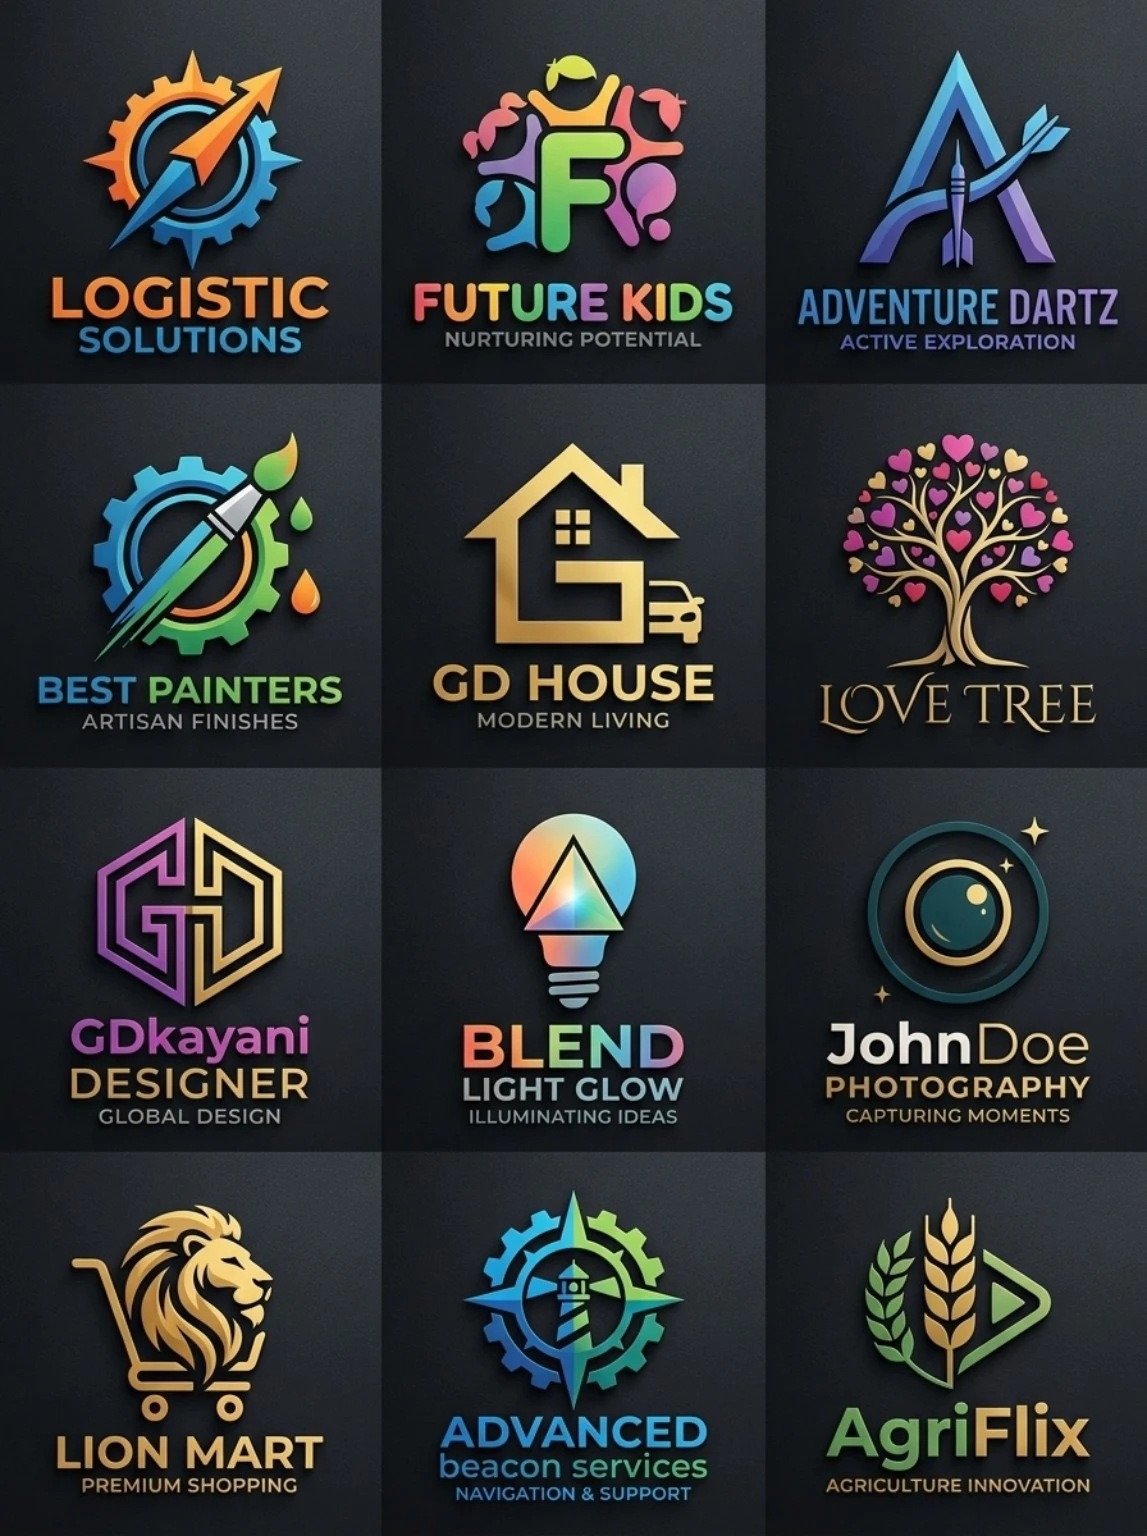 LOGISTIC
SOLUTIONS
F
FUTURE KIDS
NURTURING POTENTIAL
A
ADVENTURE DARTZ
ACTIVE EXPLORATION
BEST PAINTERS
ARTISAN FINISHES
G
GD HOUSE
MODERN LIVING
LOVE TREE
GD
GDkayani
DESIGNER
GLOBAL DESIGN
BLEND
LIGHT GLOW
ILLUMINATING IDEAS
JohnDoe
PHOTOGRAPHY
CAPTURING MOMENTS
LION MART
PREMIUM SHOPPING
ADVANCED
beacon services
NAVIGATION & SUPPORT
AgriFlix
AGRICULTURE INNOVATION